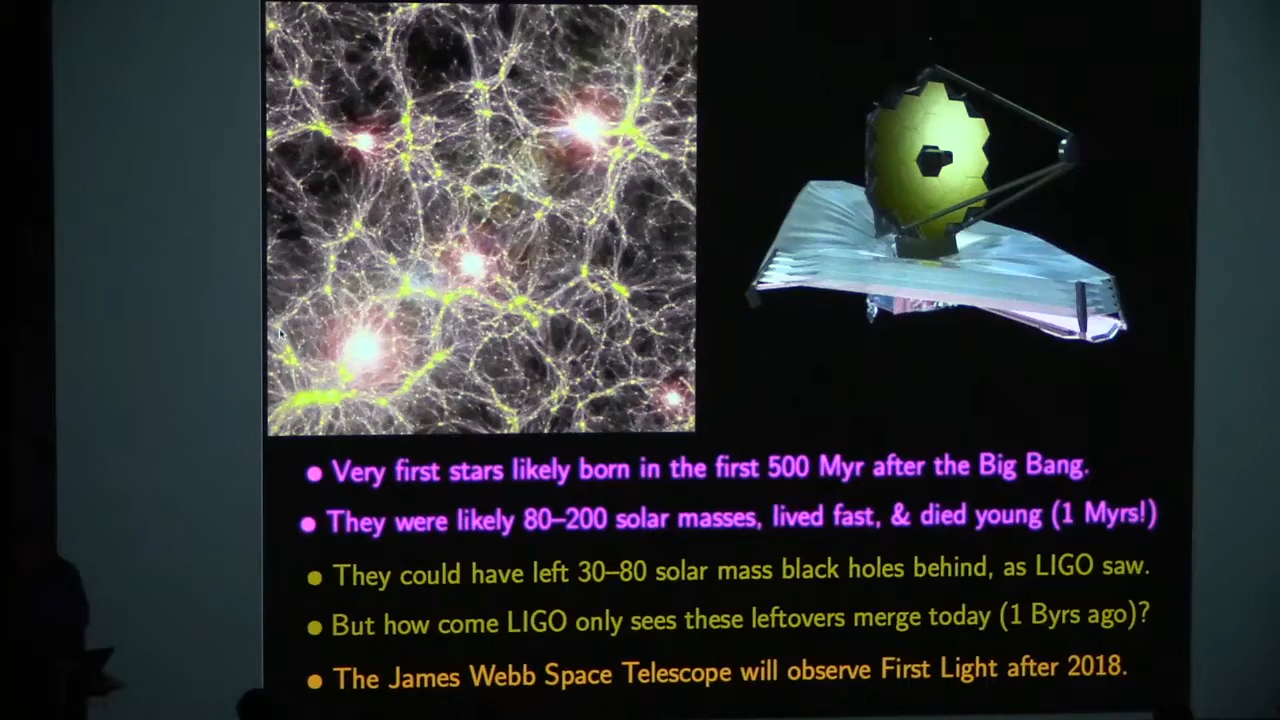 • Very first stars likely born in the first 500 Myr after the Big Bang.
• They were likely 80–200 solar masses, lived fast, & died young (1 Myrs!)
• They could have left 30–80 solar mass black holes behind, as LIGO saw.
• But how come LIGO only sees these leftovers merge today (1 Byrs ago)?
• The James Webb Space Telescope will observe First Light after 2018.